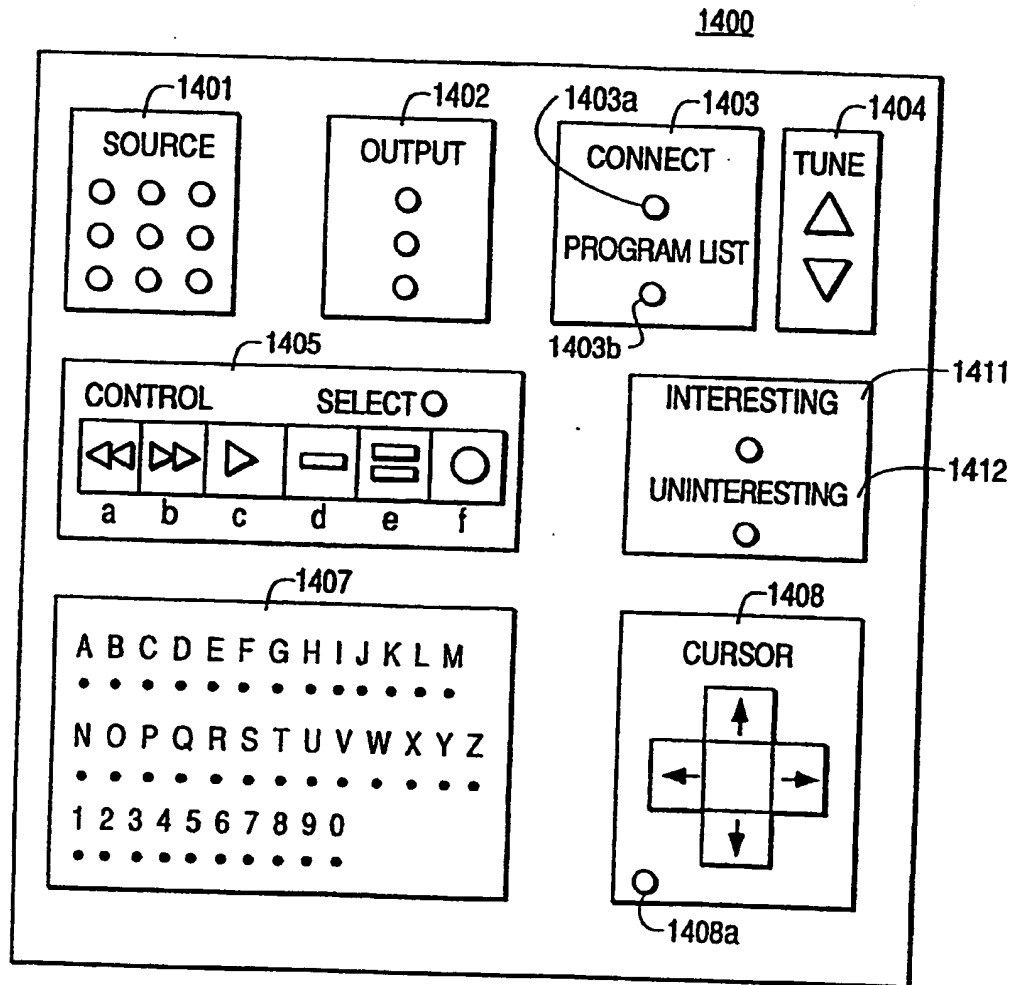 1400
1401
SOURCE
1402
OUTPUT
1403a
1403
CONNECT
PROGRAM LIST
1403b
1404
TUNE
1405
CONTROL SELECT
a b c d e f
1411
INTERESTING
1412
UNINTERESTING
1407
A B C D E F G H I J K L M
N O P Q R S T U V W X Y Z
1 2 3 4 5 6 7 8 9 0
1408
CURSOR
1408a